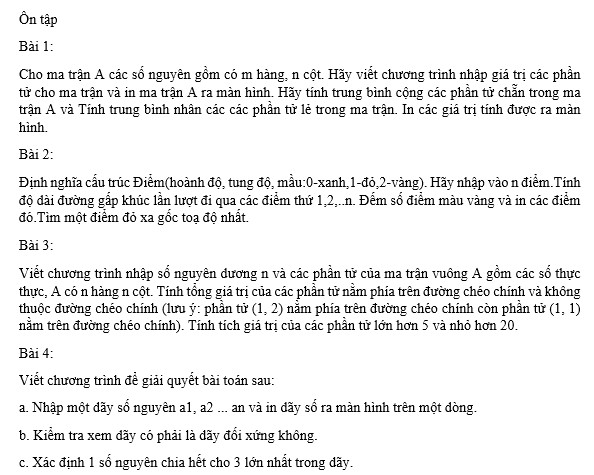 Ôn tập
Bài 1:
Cho ma trận A các số nguyên gồm có m hàng, n cột. Hãy viết chương trình nhập giá trị các phần
tử cho ma trận và in ma trận A ra màn hình. Hãy tính trung bình cộng các phần tử chẵn trong ma
trận A và Tính trung bình nhân các các phần tử lẻ trong ma trận. In các giá trị tính được ra màn
hình.
Bài 2:
Định nghĩa cấu trúc Điểm(hoành độ, tung độ, mầu:0-xanh,1-đỏ,2-vàng). Hãy nhập vào n điểm.Tính
độ dài đường gấp khúc lần lượt đi qua các điểm thứ 1,2,..n. Đếm số điểm màu vàng và in các điểm
đó.Tìm một điểm đỏ xa gốc toạ độ nhất.
Bài 3:
Viết chương trình nhập số nguyên dương n và các phần tử của ma trận vuông A gồm các số thực
thực, A có n hàng n cột. Tính tổng giá trị của các phần tử nằm phía trên đường chéo chính và không
thuộc đường chéo chính (lưu ý: phần tử (1, 2) nằm phía trên đường chéo chính còn phần tử (1, 1)
nằm trên đường chéo chính). Tính tích giá trị của các phần tử lớn hơn 5 và nhỏ hơn 20.
Bài 4:
Viết chương trình để giải quyết bài toán sau:
a. Nhập một dãy số nguyên a1, a2 ... an và in dãy số ra màn hình trên một dòng.
b. Kiểm tra xem dãy có phải là dãy đối xứng không.
c. Xác định 1 số nguyên chia hết cho 3 lớn nhất trong dãy.